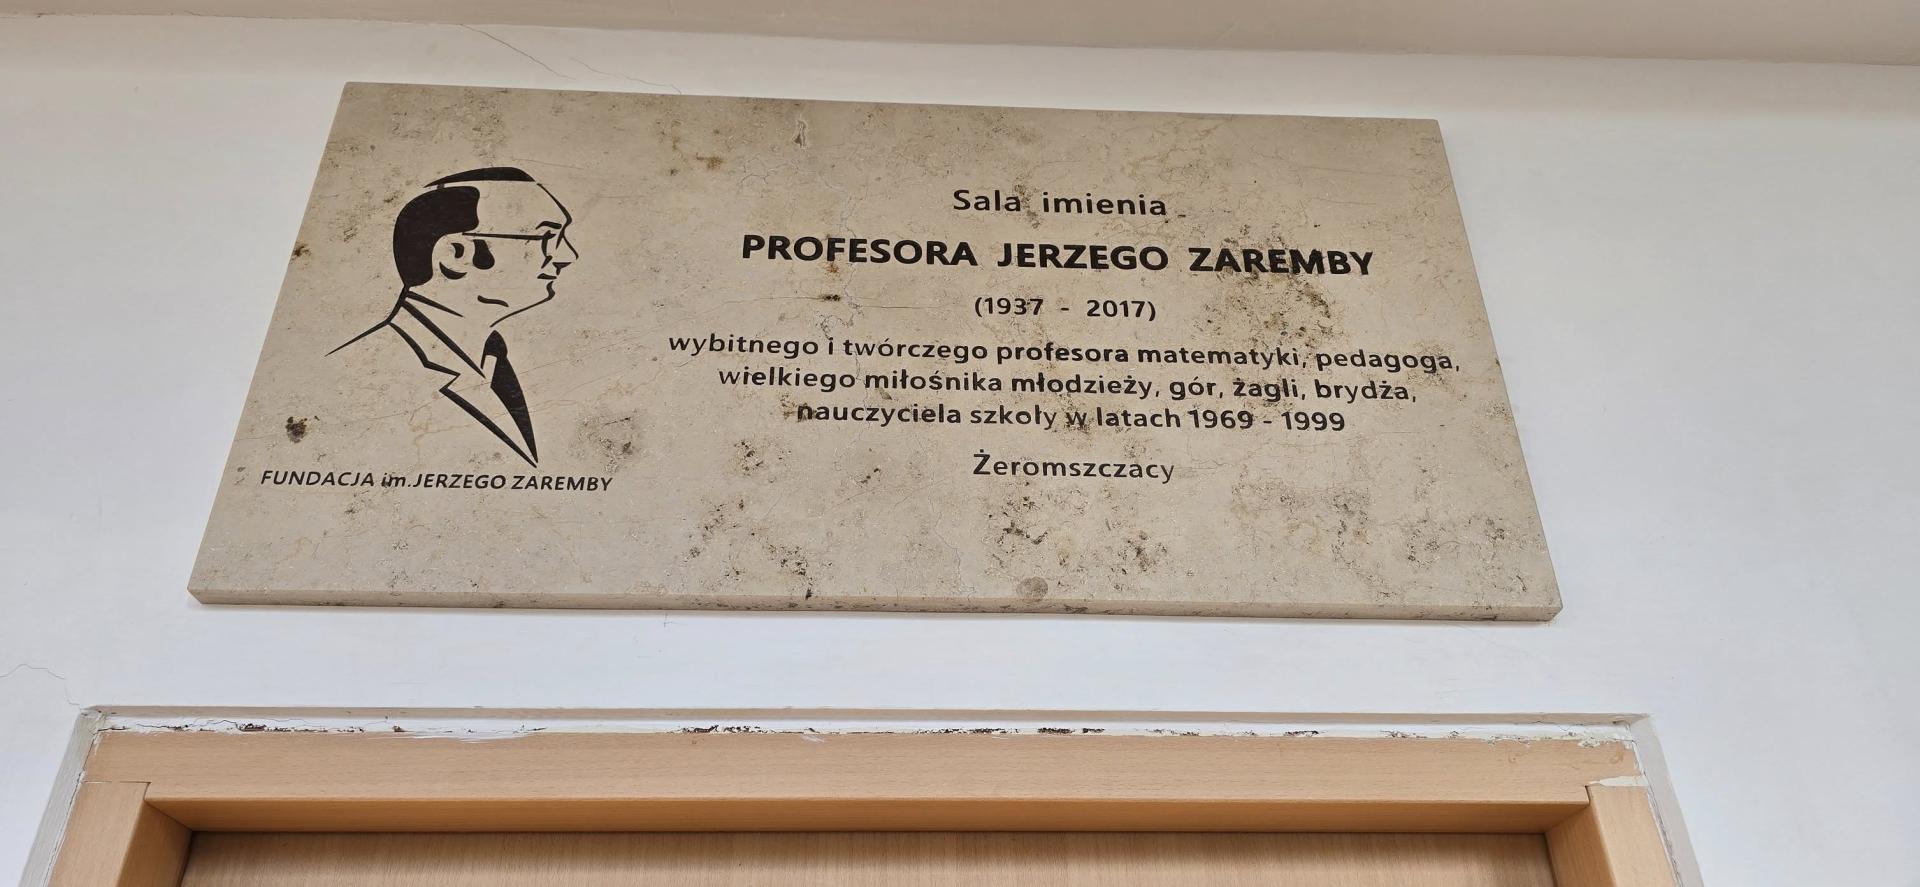 Sala imienia
PROFESORA JERZEGO ZAREMBY
(1937 - 2017)
wybitnego i twórczego profesora matematyki, pedagoga,
wielkiego miłośnika młodzieży, gór, żagli, brydża,
nauczyciela szkoły w latach 1969 - 1999
Żeromszczacy
FUNDACJA im.JERZEGO ZAREMBY